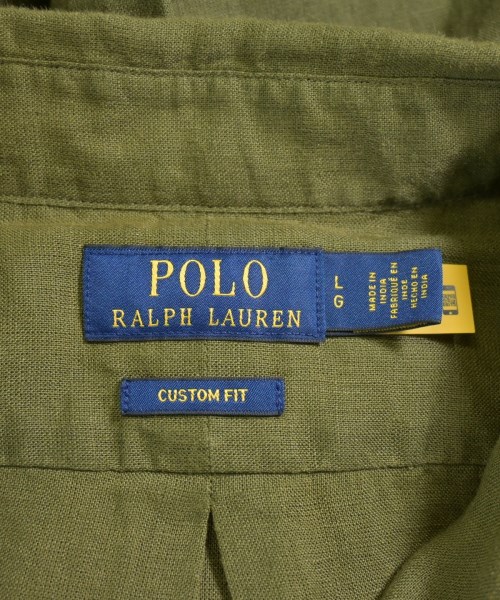 POLO
RALPH LAUREN
L
G
MADE IN
INDIA
FABRIQUÉ EN
INDE
HECHO EN
INDIA
CUSTOM FIT